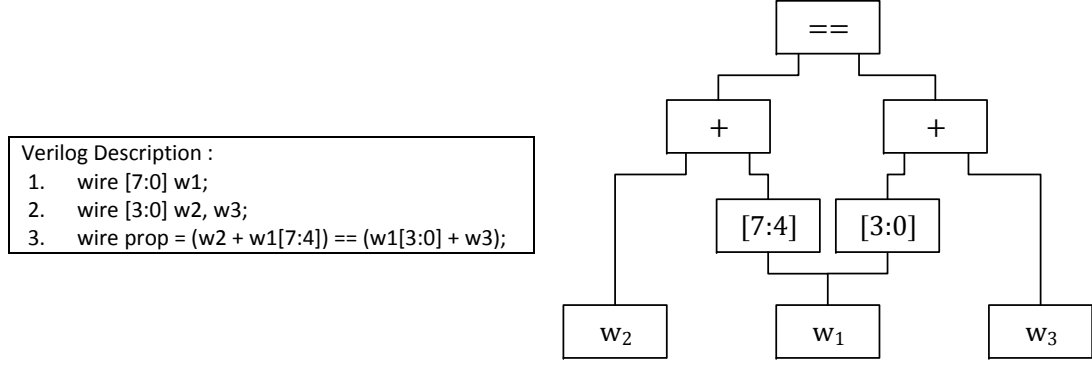 Verilog Description :
1. wire [7:0] w1;
2. wire [3:0] w2, w3;
3. wire prop = (w2 + w1[7:4]) == (w1[3:0] + w3);
==
+ +
[7:4] [3:0]
w₂ w₁ w₃